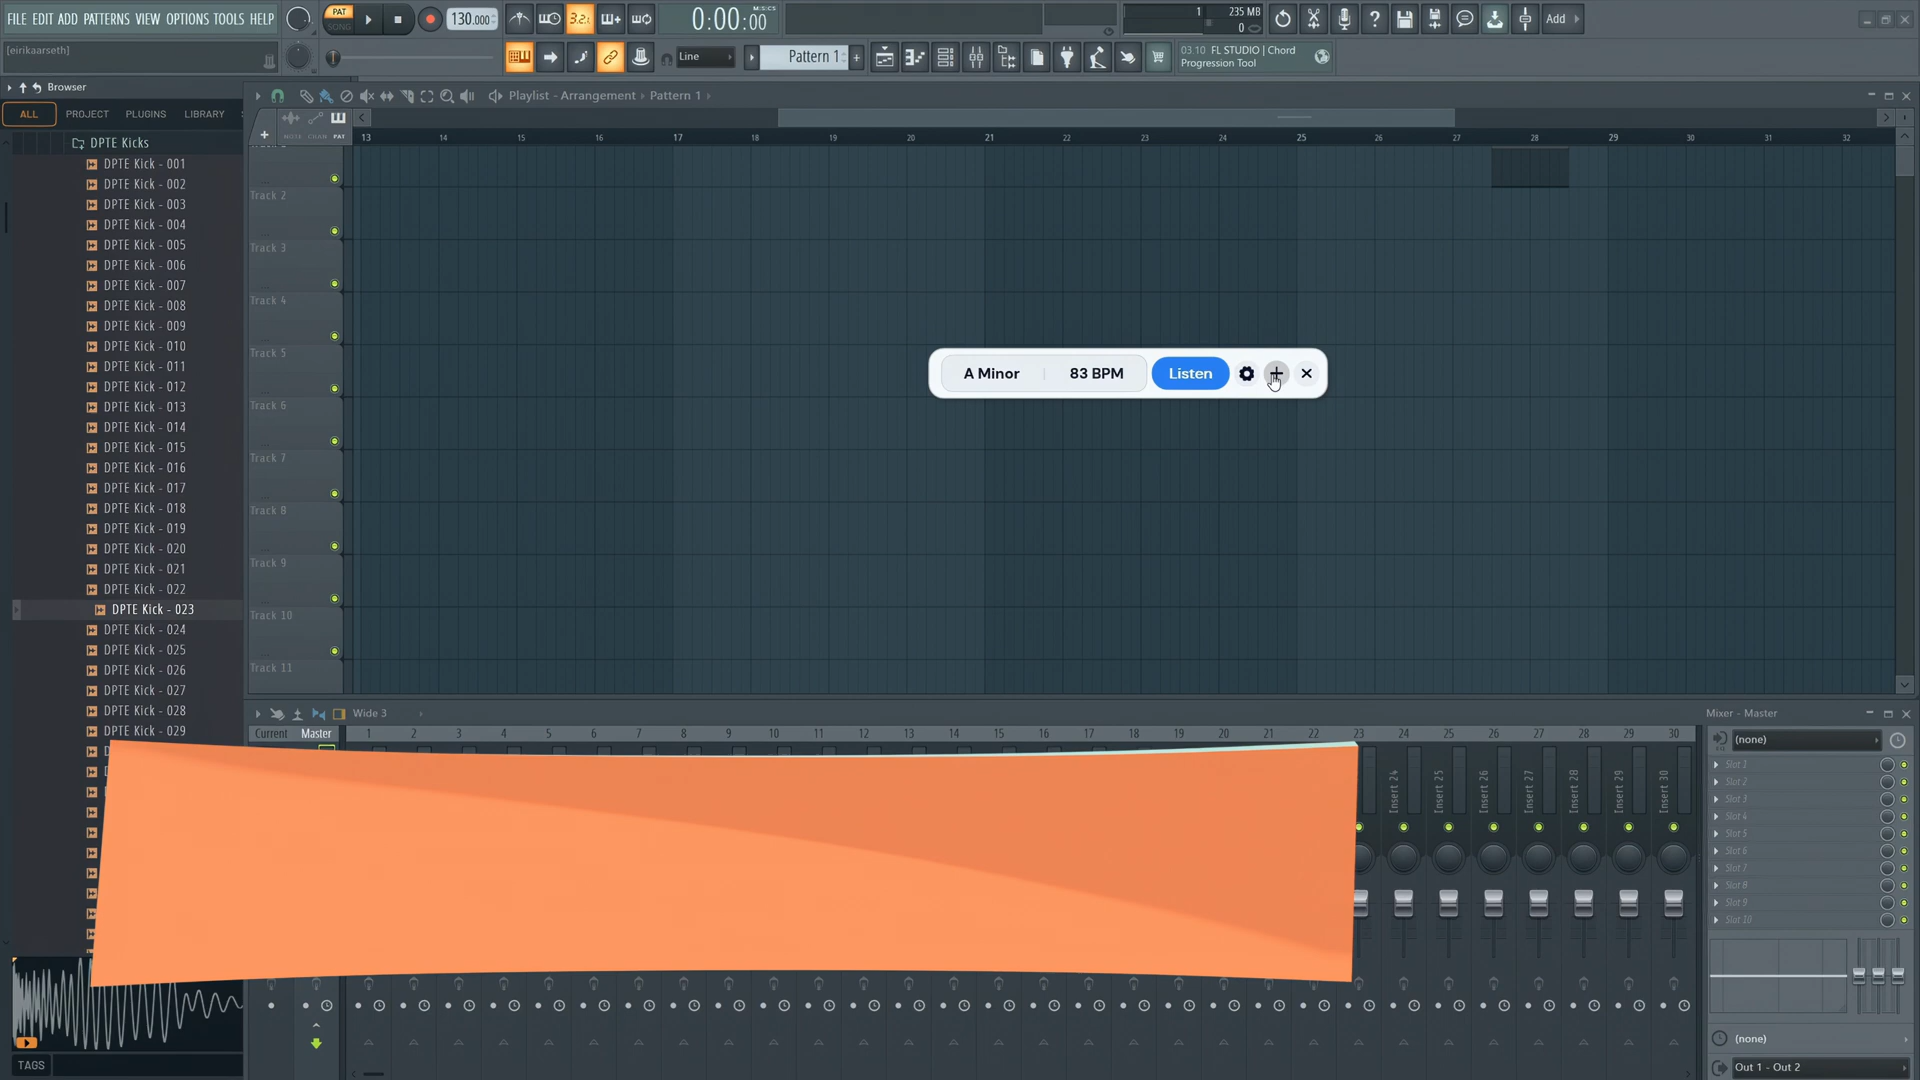 FILE EDIT ADD PATTERNS VIEW OPTIONS TOOLS HELP
PAT
SONG
130.000
3.2.
0:00:00
M:S:CS
1
235 MB
0
Add
[eirikaarseth]
Line
Pattern 1
03.10 FL STUDIO | Chord
Progression Tool
Browser
ALL
PROJECT
PLUGINS
LIBRARY
DPTE Kicks
DPTE Kick - 001
DPTE Kick - 002
DPTE Kick - 003
DPTE Kick - 004
DPTE Kick - 005
DPTE Kick - 006
DPTE Kick - 007
DPTE Kick - 008
DPTE Kick - 009
DPTE Kick - 010
DPTE Kick - 011
DPTE Kick - 012
DPTE Kick - 013
DPTE Kick - 014
DPTE Kick - 015
DPTE Kick - 016
DPTE Kick - 017
DPTE Kick - 018
DPTE Kick - 019
DPTE Kick - 020
DPTE Kick - 021
DPTE Kick - 022
DPTE Kick - 023
DPTE Kick - 024
DPTE Kick - 025
DPTE Kick - 026
DPTE Kick - 027
DPTE Kick - 028
DPTE Kick - 029
TAGS
Playlist - Arrangement › Pattern 1 ›
NOTE CHAN PAT
13 14 15 16 17 18 19 20 21 22 23 24 25 26 27 28 29 30 31 32
Track 2
Track 3
Track 4
Track 5
Track 6
Track 7
Track 8
Track 9
Track 10
Track 11
A Minor
83 BPM
Listen
Wide 3
Mixer - Master
Current Master 1 2 3 4 5 6 7 8 9 10 11 12 13 14 15 16 17 18 19 20 21 22 23 24 25 26 27 28 29 30
Insert 24
Insert 25
Insert 26
Insert 27
Insert 28
Insert 29
Insert 30
(none)
Slot 1
Slot 2
Slot 3
Slot 4
Slot 5
Slot 6
Slot 7
Slot 8
Slot 9
Slot 10
(none)
Out 1 - Out 2